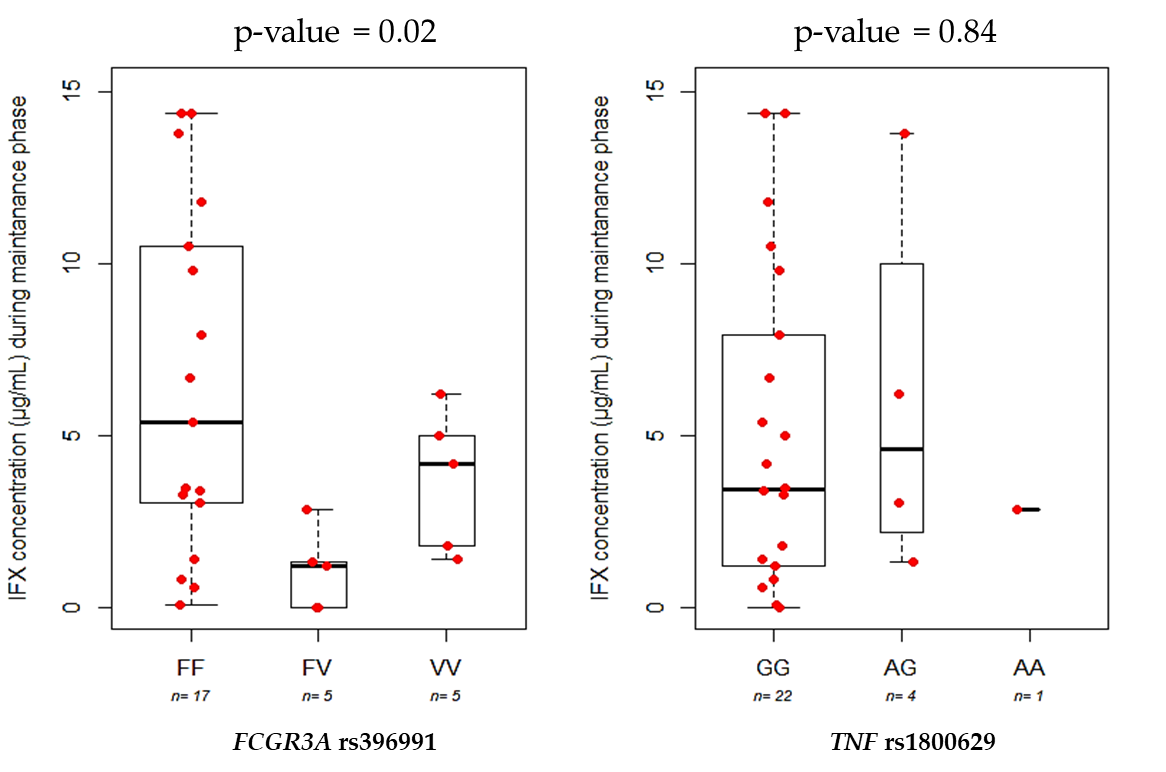 p-value = 0.02
IFX concentration (µg/mL) during maintanance phase
15
10
5
0
FF FV VV
n= 17 n= 5 n= 5
FCGR3A rs396991
p-value = 0.84
IFX concentration (µg/mL) during maintanance phase
15
10
5
0
GG AG AA
n= 22 n= 4 n= 1
TNF rs1800629